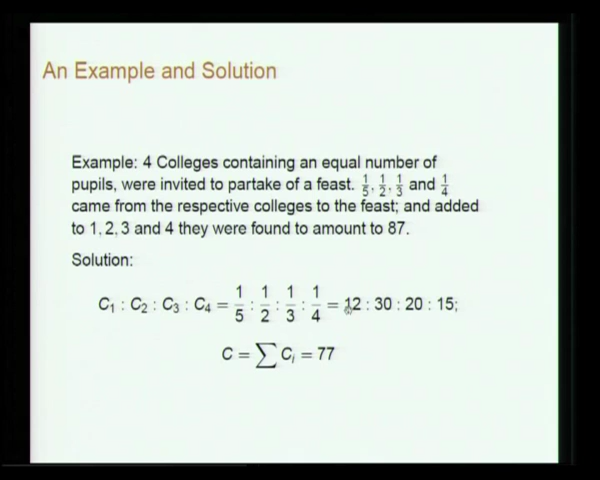 An Example and Solution
Example: 4 Colleges containing an equal number of
pupils, were invited to partake of a feast. 1/5, 1/2, 1/3 and 1/4
came from the respective colleges to the feast; and added
to 1, 2, 3 and 4 they were found to amount to 87.
Solution:
C₁ : C₂ : C₃ : C₄ = 1/5 : 1/2 : 1/3 : 1/4 = 12 : 30 : 20 : 15;
C = ∑ Cᵢ = 77